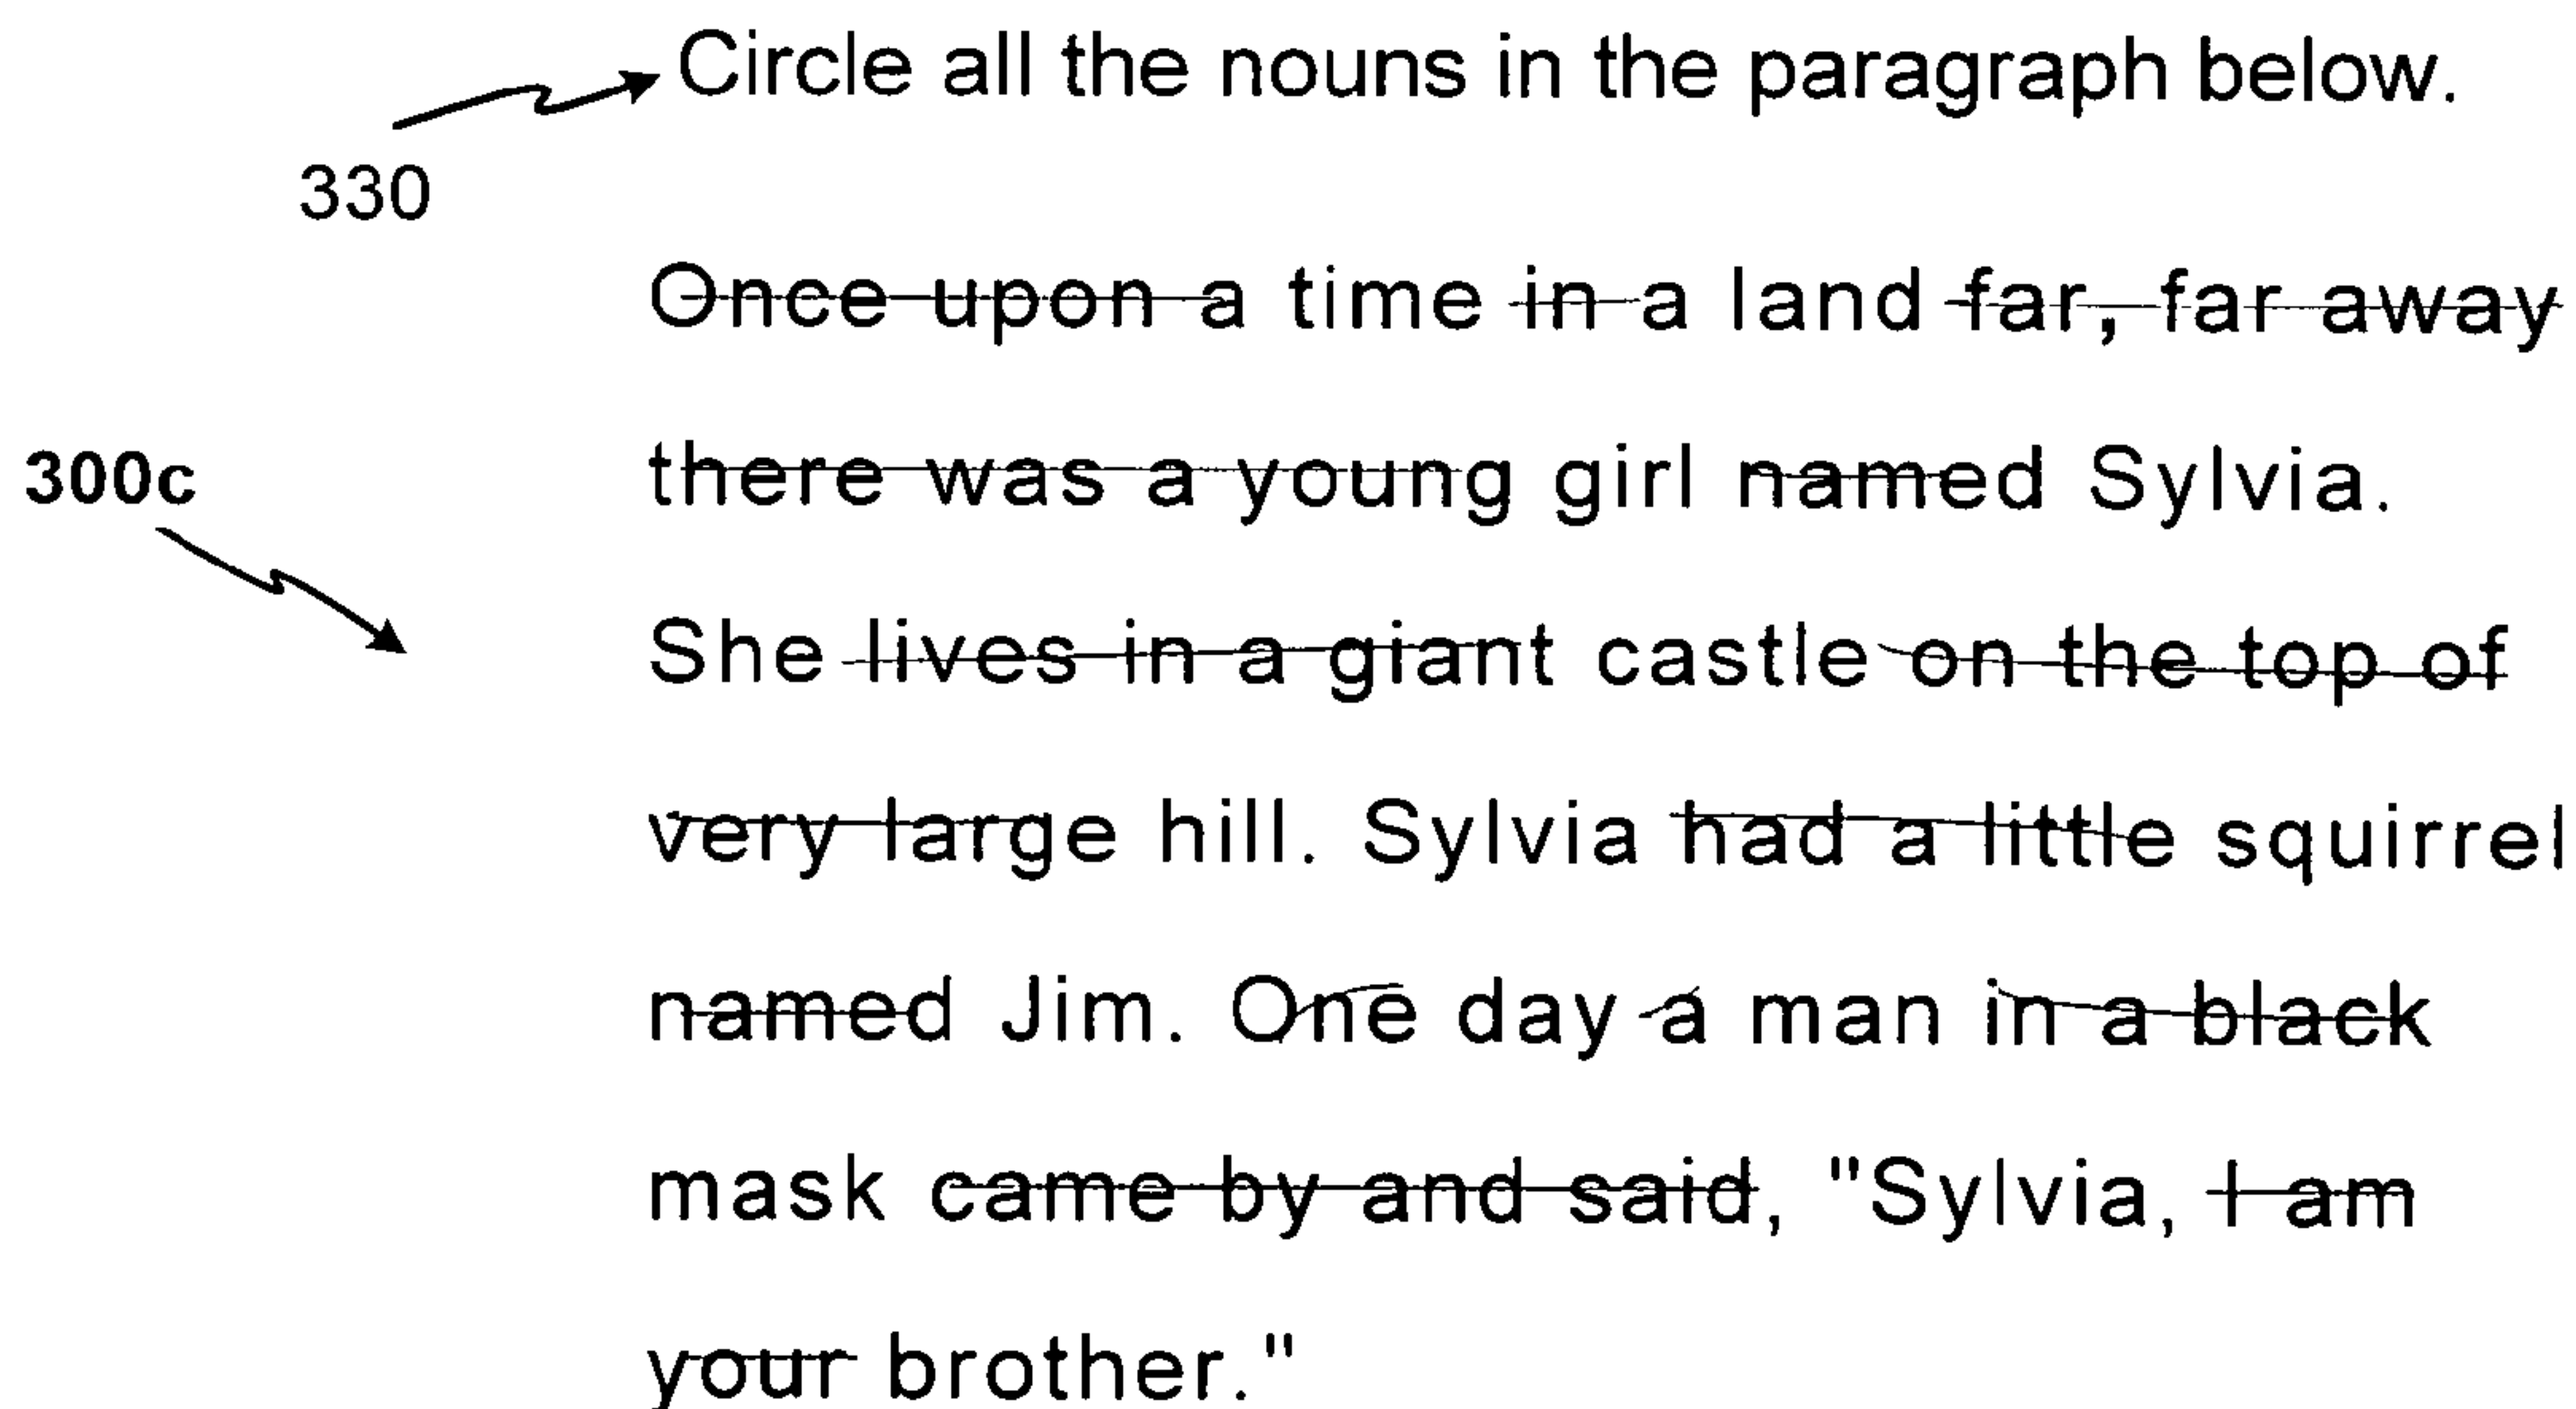 Circle all the nouns in the paragraph below.
330
Once upon a time in a land far, far away
there was a young girl named Sylvia.
300c
She lives in a giant castle on the top of
very large hill. Sylvia had a little squirrel
named Jim. One day a man in a black
mask came by and said, "Sylvia, I am
your brother."